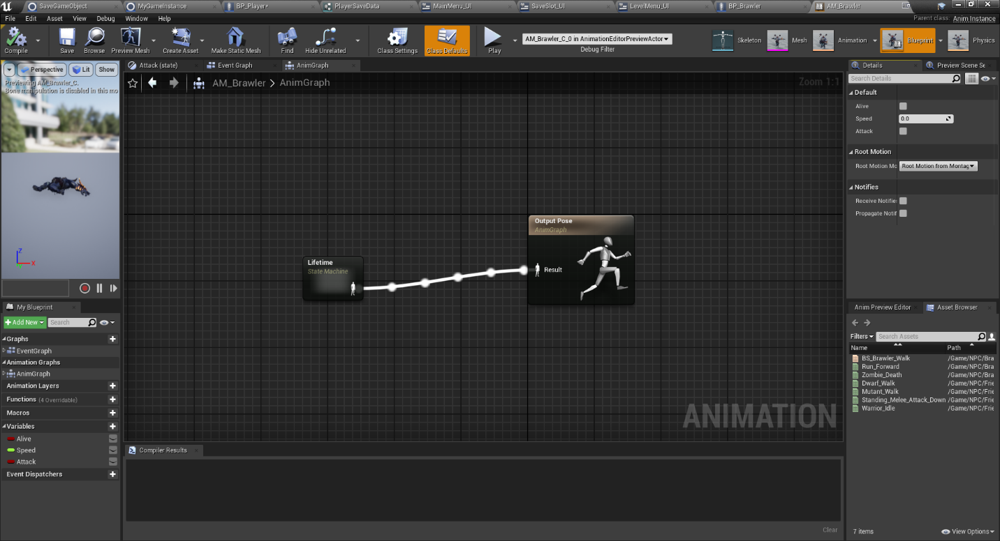 SaveGameObject MyGameInstance BP_Player* PlayerSaveData MainMenu_UI SaveSlot_UI LevelMenu_UI BP_Brawler AM_Brawler
File Edit Asset View Debug Window Help Parent class: Anim Instance
Compile Save Browse Preview Mesh Create Asset Make Static Mesh Find Hide Unrelated Class Settings Class Defaults Play
AM_Brawler_C_0 in AnimationEditorPreviewActor
Debug Filter
Skeleton Mesh Animation Blueprint Physics
Perspective Lit Show
Previewing AM_Brawler_C.
Bone manipulation is disabled in this mo
Z
X
Attack (state) Event Graph AnimGraph
AM_Brawler > AnimGraph
Zoom 1:1
Lifetime
State Machine
Output Pose
AnimGraph
Result
ANIMATION
My Blueprint
+ Add New Search
Graphs
EventGraph
Animation Graphs
AnimGraph
Animation Layers
Functions (4 Overridable)
Macros
Variables
Alive
Speed
Attack
Event Dispatchers
Compiler Results
Clear
Details Preview Scene Se
Search Details
Default
Alive
Speed 0.0
Attack
Root Motion
Root Motion Mo Root Motion from Montag
Notifies
Receive Notifie
Propagate Notif
Anim Preview Editor Asset Browser
Filters Search Assets
Name Path
BS_Brawler_Walk /Game/NPC/Bra
Run_Forward /Game/NPC/Bra
Zombie_Death /Game/NPC/Bra
Dwarf_Walk /Game/NPC/Frie
Mutant_Walk /Game/NPC/Frie
Standing_Melee_Attack_Down /Game/NPC/Frie
Warrior_Idle /Game/NPC/Frie
7 items View Options